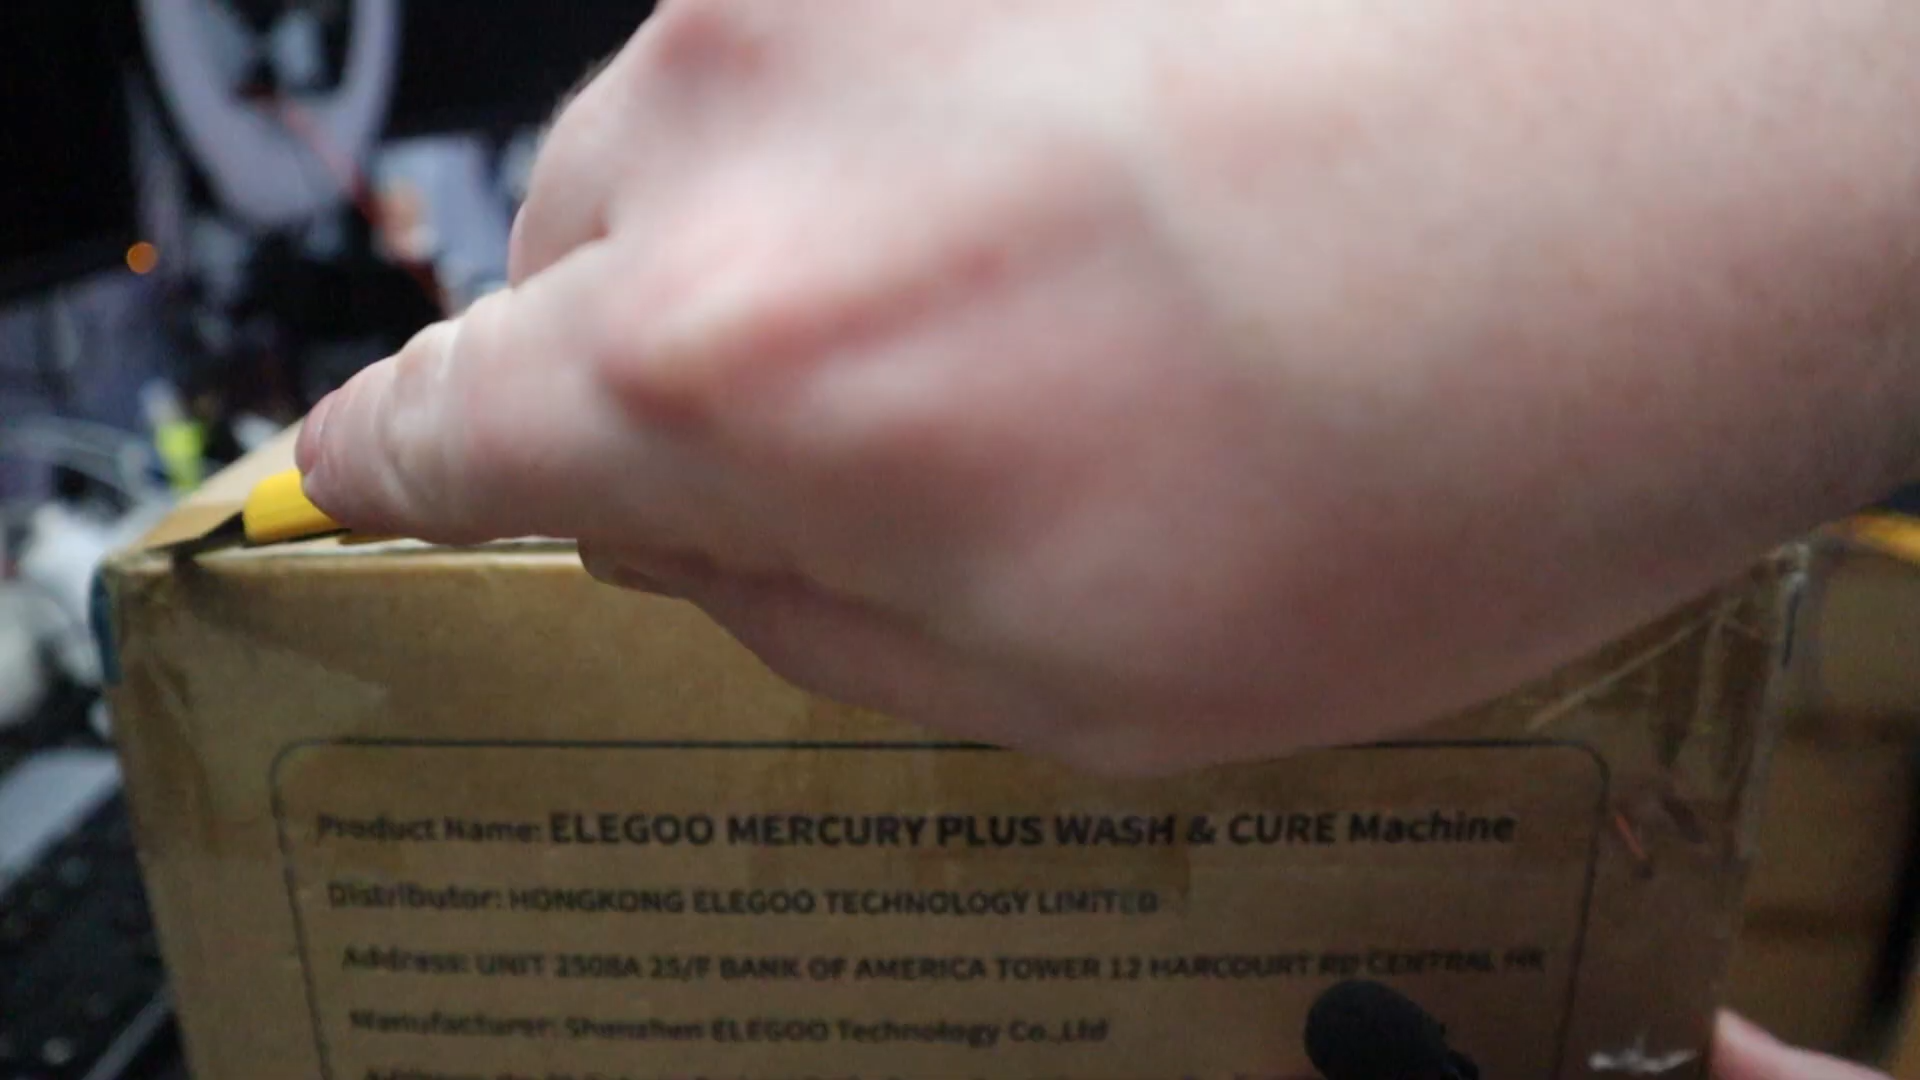 Product Name: ELEGOO MERCURY PLUS WASH & CURE Machine
Distributor: HONGKONG ELEGOO TECHNOLOGY LIMITED
Address: UNIT 2508A 25/F BANK OF AMERICA TOWER 12 HARCOURT RD CENTRAL HK
Manufacturer: Shenzhen ELEGOO Technology Co.,Ltd